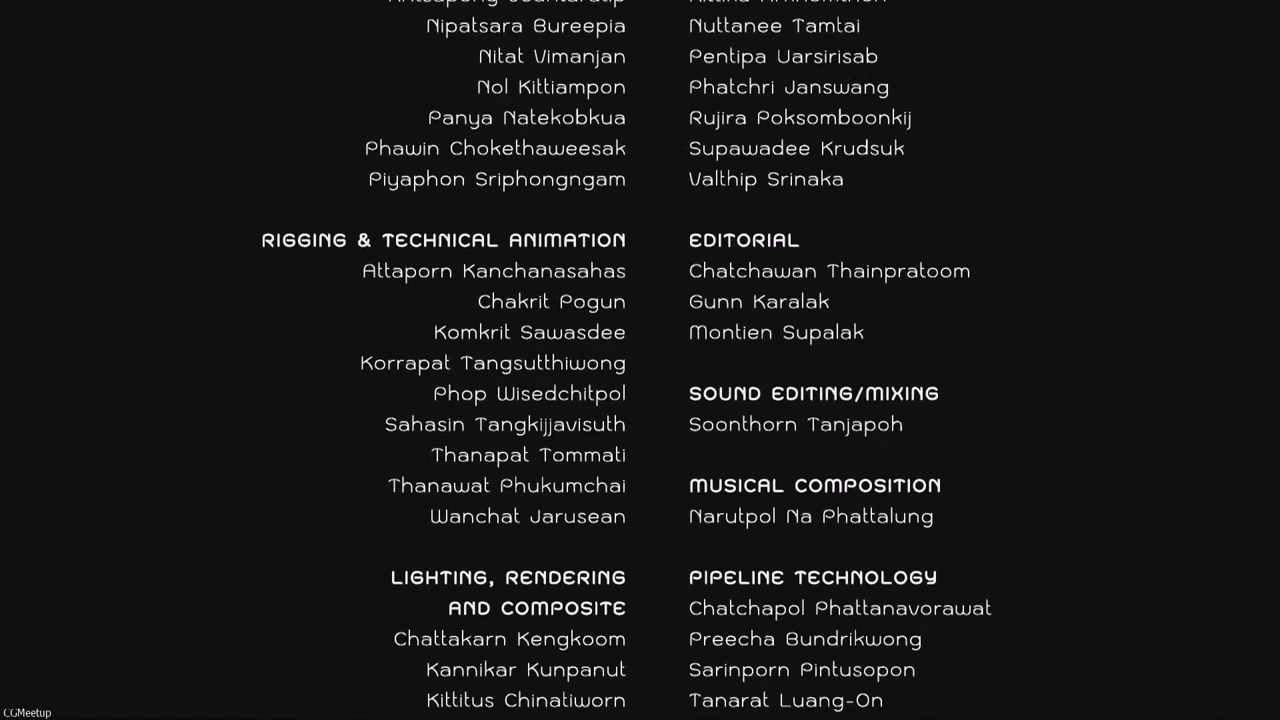 Nipatsara Bureepia
Nitat Vimanjan
Nol Kittiampon
Panya Natekobkua
Phawin Chokethaweesak
Piyaphon Sriphongngam
RIGGING & TECHNICAL ANIMATION
Attaporn Kanchanasahas
Chakrit Pogun
Komkrit Sawasdee
Korrapat Tangsutthiwong
Phop Wisedchitpol
Sahasin Tangkijjavisuth
Thanapat Tommati
Thanawat Phukumchai
Wanchat Jarusean
LIGHTING, RENDERING
AND COMPOSITE
Chattakarn Kengkoom
Kannikar Kunpanut
Kittitus Chinatiworn
Nuttanee Tamtai
Pentipa Uarsirisab
Phatchri Janswang
Rujira Poksomboonkij
Supawadee Krudsuk
Valthip Srinaka
EDITORIAL
Chatchawan Thainpratoom
Gunn Karalak
Montien Supalak
SOUND EDITING/MIXING
Soonthorn Tanjapoh
MUSICAL COMPOSITION
Narutpol Na Phattalung
PIPELINE TECHNOLOGY
Chatchapol Phattanavorawat
Preecha Bundrikwong
Sarinporn Pintusopon
Tanarat Luang-On
CGMeetup